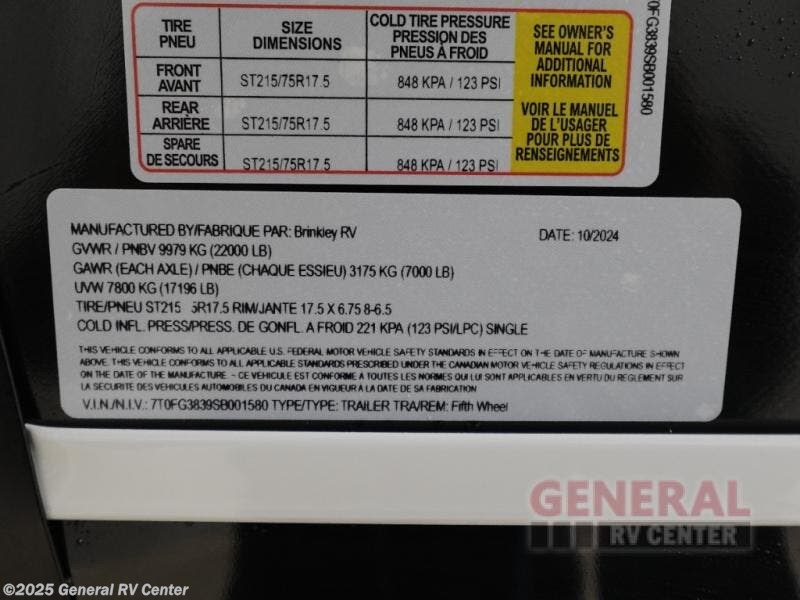 TIRE
PNEU
SIZE
DIMENSIONS
COLD TIRE PRESSURE
PRESSION DES
PNEUS À FROID
SEE OWNER'S
MANUAL FOR
ADDITIONAL
INFORMATION
VOIR LE MANUEL
DE L'USAGER
POUR PLUS DE
RENSEIGNEMENTS
FRONT
AVANT
ST215/75R17.5
848 KPA / 123 PSI
REAR
ARRIÈRE
ST215/75R17.5
848 KPA / 123 PSI
SPARE
DE SECOURS
ST215/75R17.5
848 KPA / 123 PSI
0FG3839SB001580
MANUFACTURED BY/FABRIQUE PAR: Brinkley RV DATE: 10/2024
GVWR / PNBV 9979 KG (22000 LB)
GAWR (EACH AXLE) / PNBE (CHAQUE ESSIEU) 3175 KG (7000 LB)
UVW 7800 KG (17196 LB)
TIRE/PNEU ST215 5R17.5 RIM/JANTE 17.5 X 6.75 8-6.5
COLD INFL. PRESS/PRESS. DE GONFL. A FROID 221 KPA (123 PSI/LPC) SINGLE
THIS VEHICLE CONFORMS TO ALL APPLICABLE U.S. FEDERAL MOTOR VEHICLE SAFETY STANDARDS IN EFFECT ON THE DATE OF MANUFACTURE SHOWN
ABOVE. THIS VEHICLE CONFORMS TO ALL APPLICABLE STANDARDS PRESCRIBED UNDER THE CANADIAN MOTOR VEHICLE SAFETY REGULATIONS IN EFFECT
ON THE DATE OF THE MANUFACTURE - CE VEHICULE EST CONFORME A TOUTES LES NORMES QUI LUI SONT APPLICABLES EN VERTU DU REGLEMENT SUR
LA SECURITE DES VEHICULES AUTOMOBILES DU CANADA EN VIGUEUR A LA DATE DE SA FABRICATION
V.I.N./N.I.V.: 7T0FG3839SB001580 TYPE/TYPE: TRAILER TRA/REM: Fifth Wheel
GENERAL
RV CENTER
©2025 General RV Center